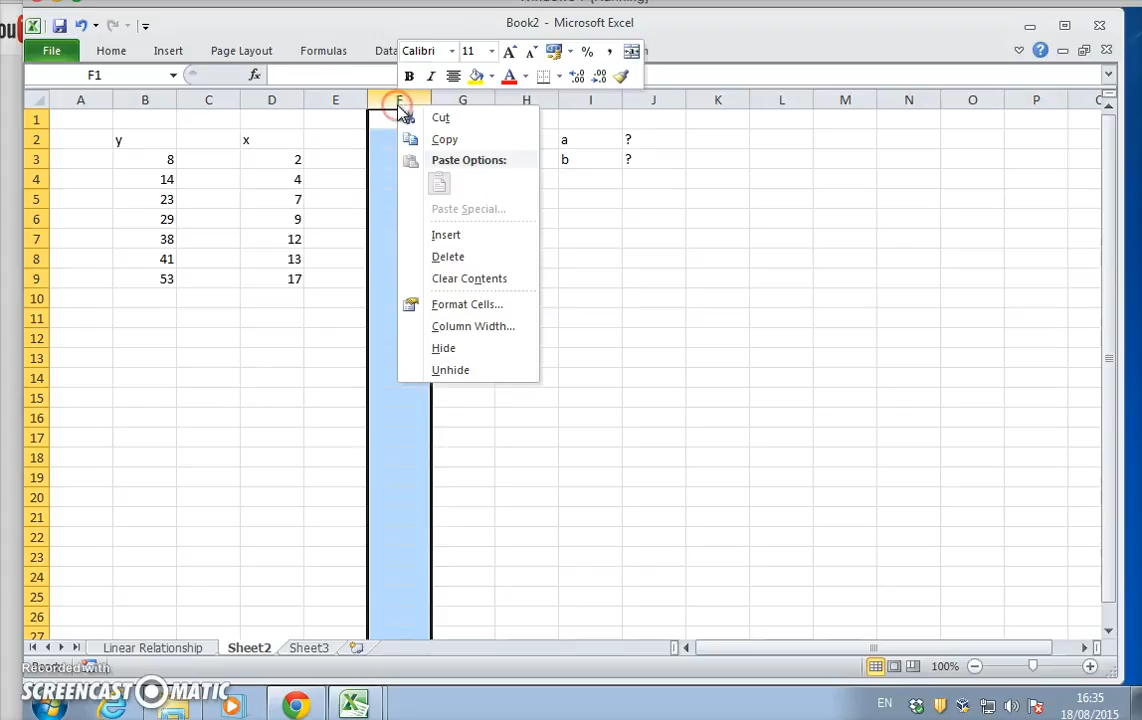 Book2 - Microsoft Excel
File Home Insert Page Layout Formulas
Calibri 11 A A %
B I A
F1 fx
A B C D E F G H I J K L M N O P
1
2 y x a ?
3 8 2 b ?
4 14 4
5 23 7
6 29 9
7 38 12
8 41 13
9 53 17
10
11
12
13
14
15
16
17
18
19
20
21
22
23
24
25
26
27
Cut
Copy
Paste Options:
Paste Special...
Insert
Delete
Clear Contents
Format Cells...
Column Width...
Hide
Unhide
Linear Relationship Sheet2 Sheet3
100%
Recorded with
SCREENCAST MATIC
EN 16:35
18/08/2015